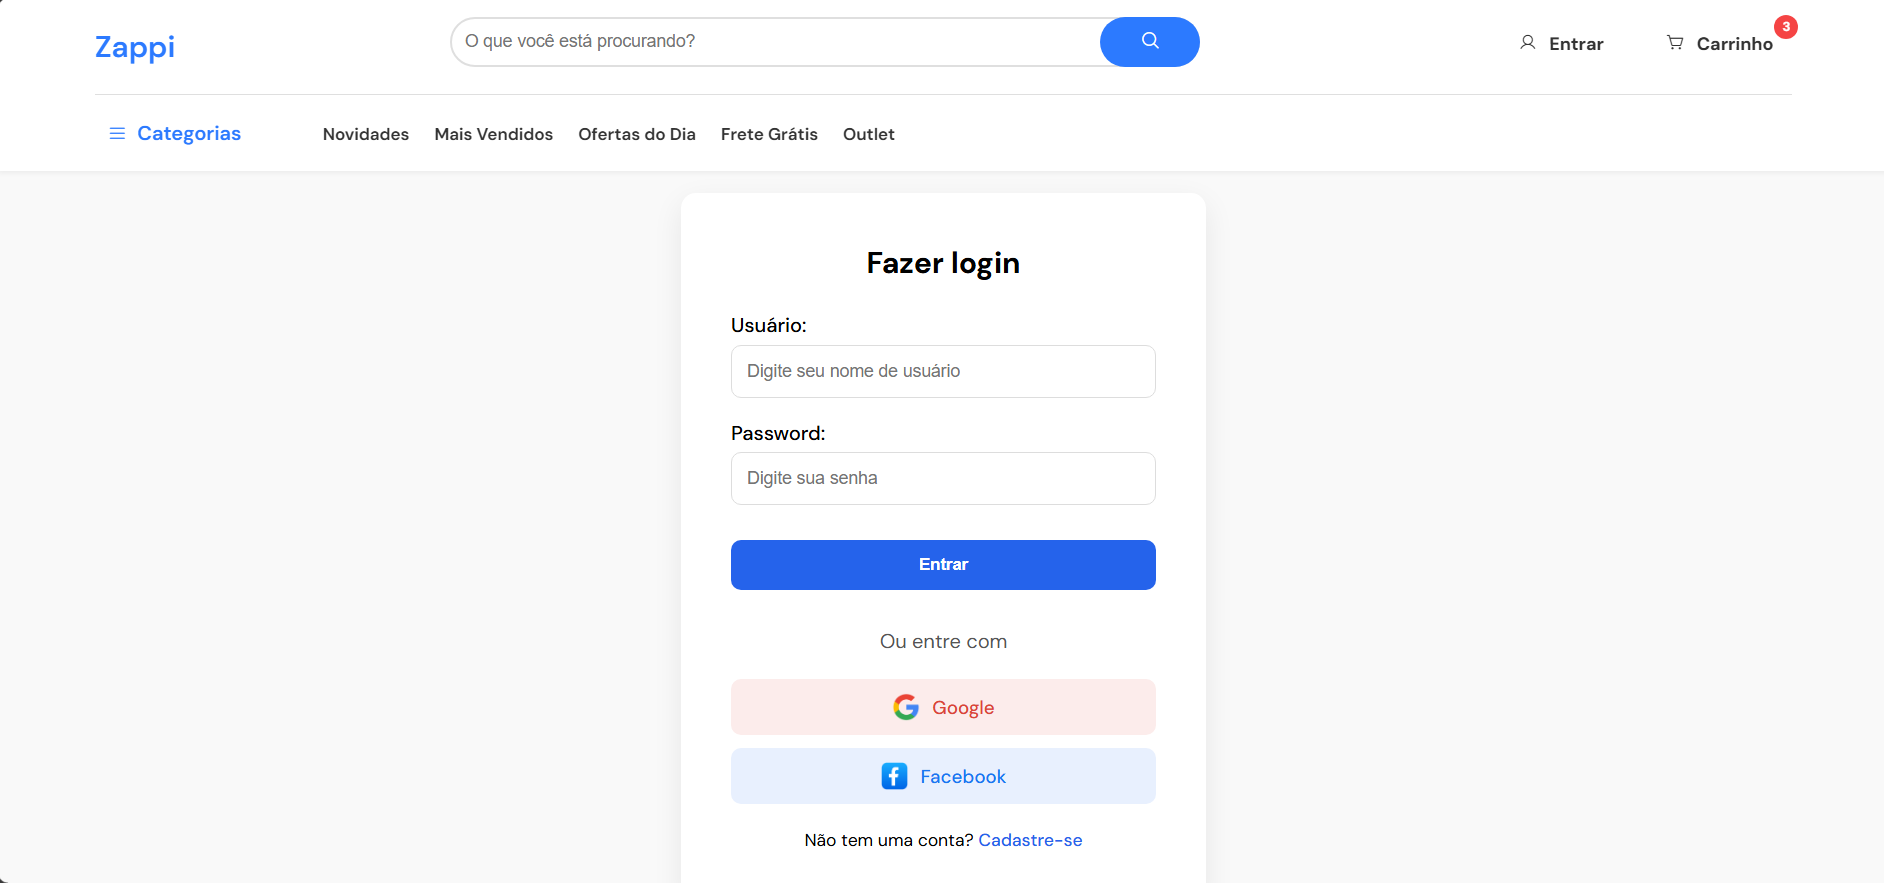 Zappi
O que você está procurando?
Entrar
Carrinho
3
Categorias
Novidades
Mais Vendidos
Ofertas do Dia
Frete Grátis
Outlet
Fazer login
Usuário:
Digite seu nome de usuário
Password:
Digite sua senha
Entrar
Ou entre com
Google
Facebook
Não tem uma conta? Cadastre-se